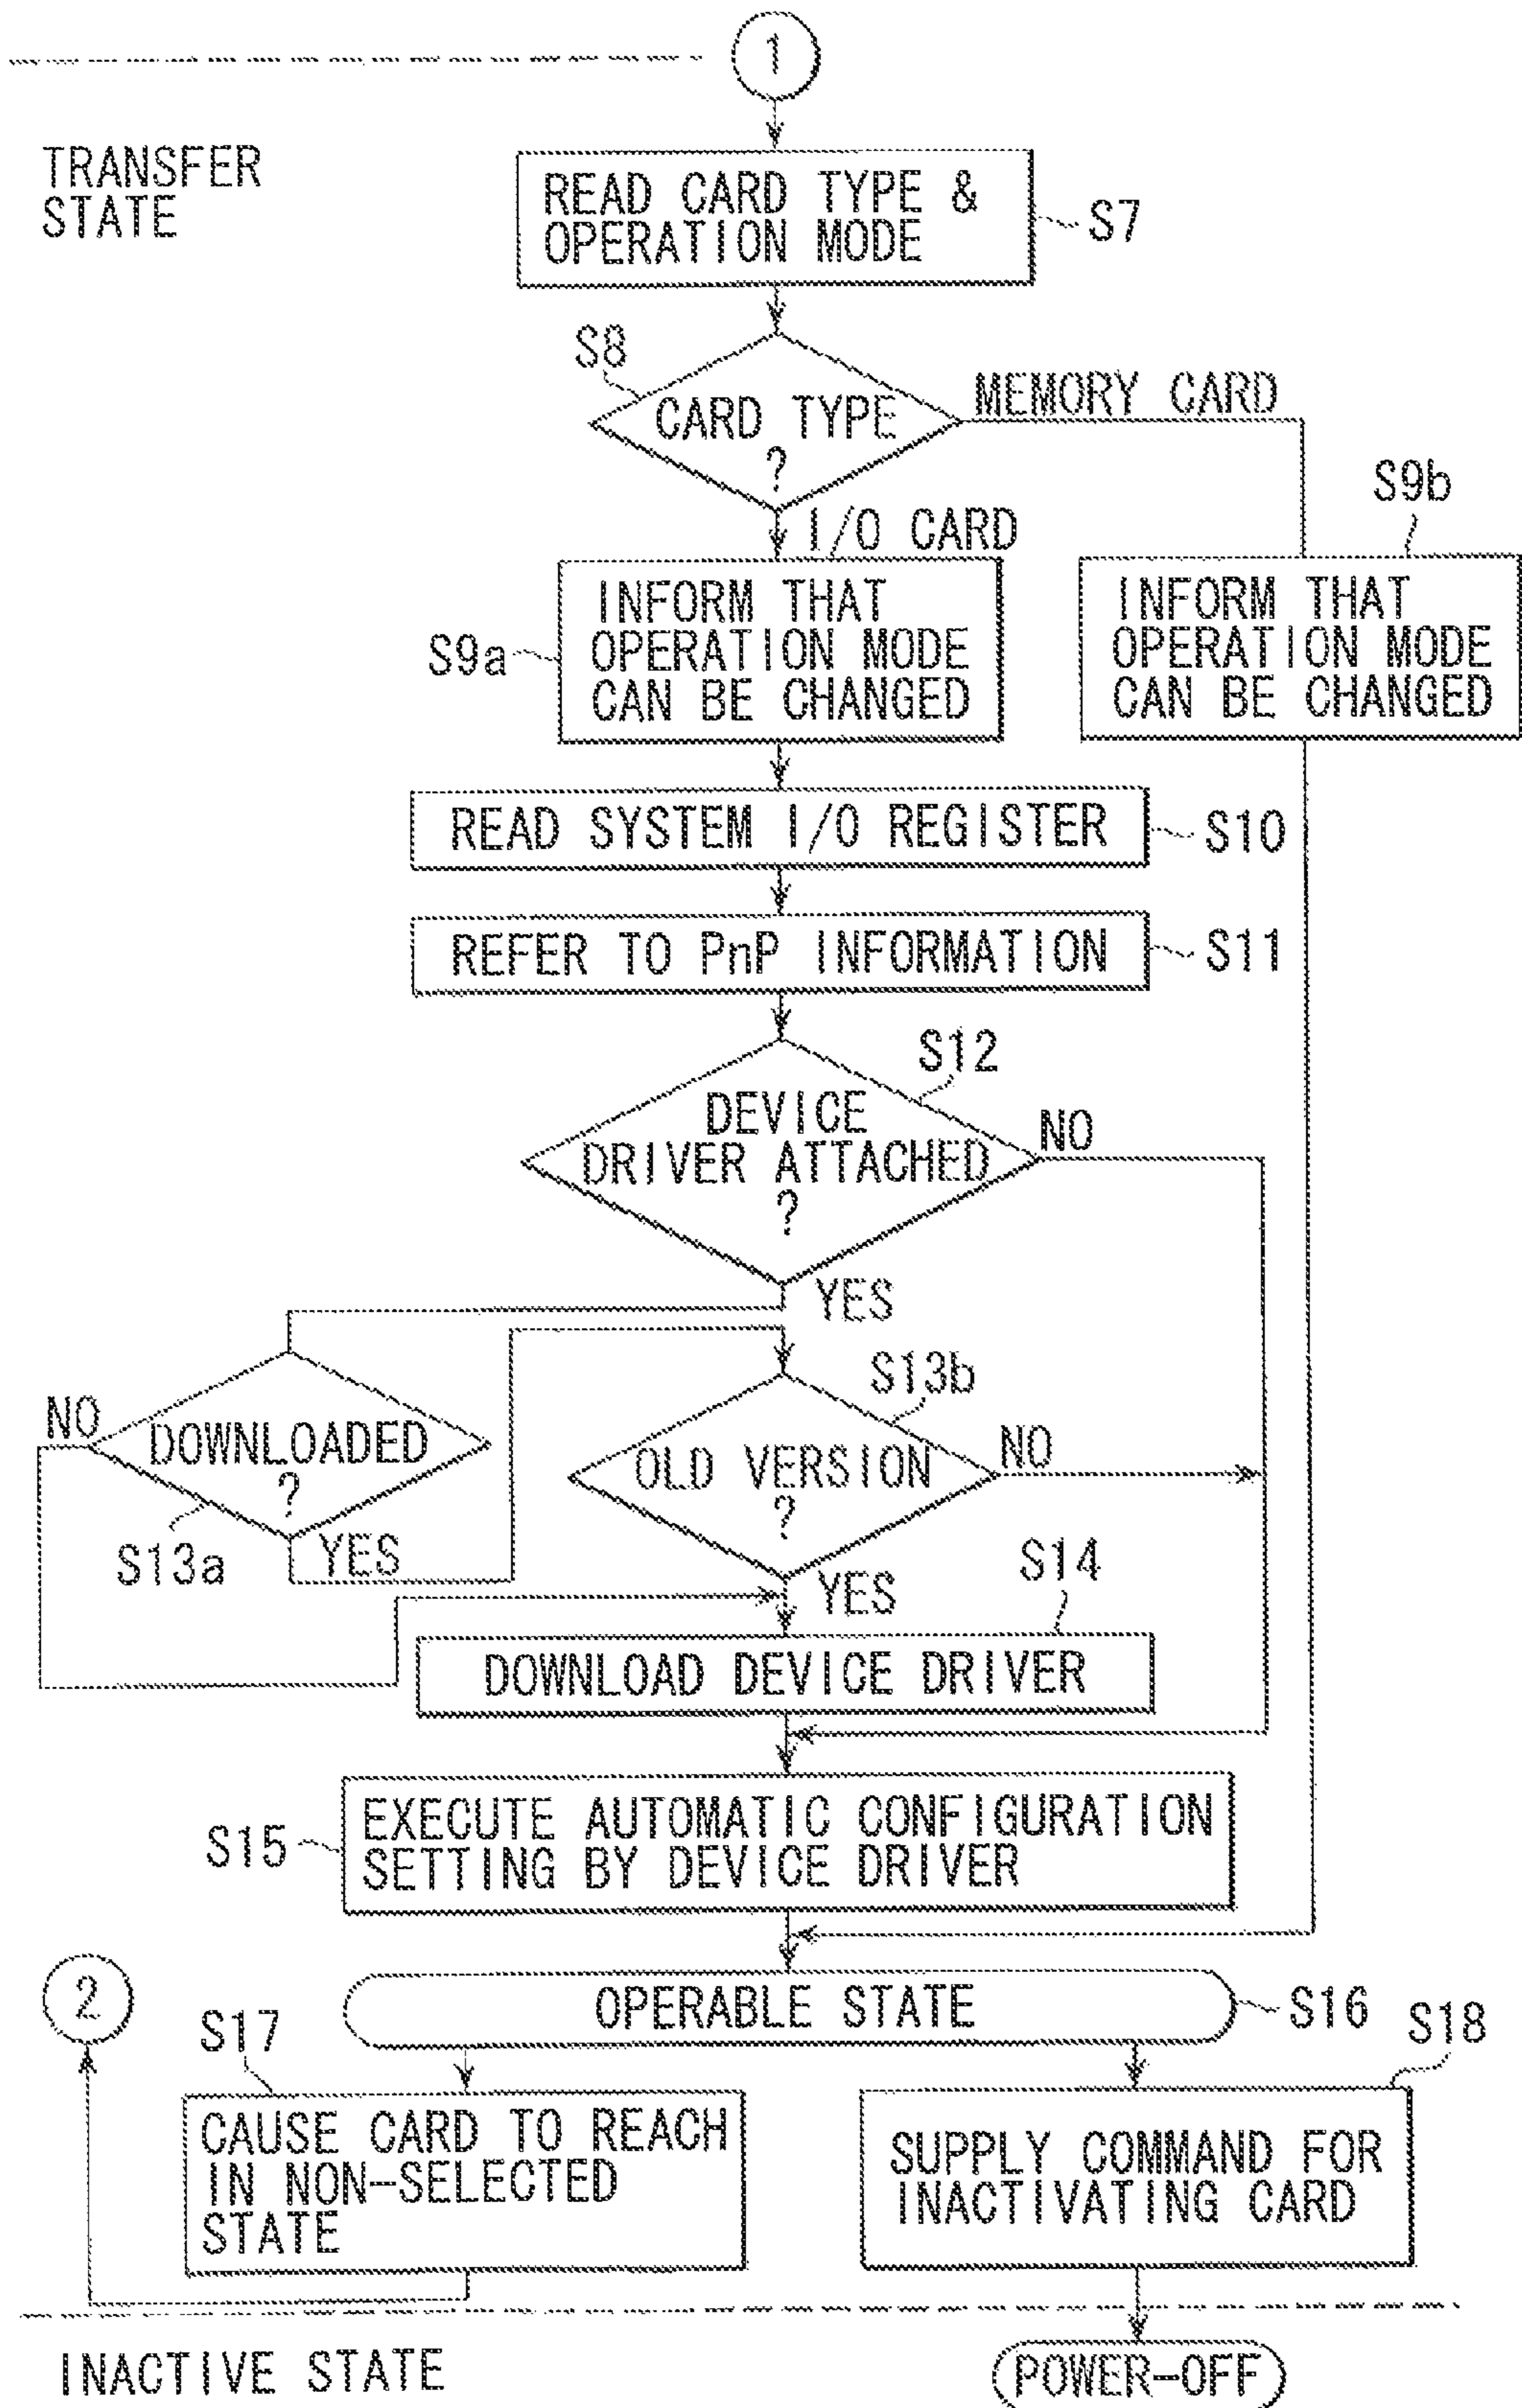 1
TRANSFER
STATE
READ CARD TYPE &
OPERATION MODE
S7
S8
CARD TYPE
?
MEMORY CARD
I/O CARD
S9b
S9a
INFORM THAT
OPERATION MODE
CAN BE CHANGED
INFORM THAT
OPERATION MODE
CAN BE CHANGED
READ SYSTEM I/O REGISTER
S10
REFER TO PnP INFORMATION
S11
S12
DEVICE
DRIVER ATTACHED
?
NO
YES
S13b
NO
DOWNLOADED
?
S13a
YES
OLD VERSION
?
NO
YES
S14
DOWNLOAD DEVICE DRIVER
S15
EXECUTE AUTOMATIC CONFIGURATION
SETTING BY DEVICE DRIVER
2
OPERABLE STATE
S16
S17
S18
CAUSE CARD TO REACH
IN NON-SELECTED
STATE
SUPPLY COMMAND FOR
INACTIVATING CARD
INACTIVE STATE
POWER-OFF